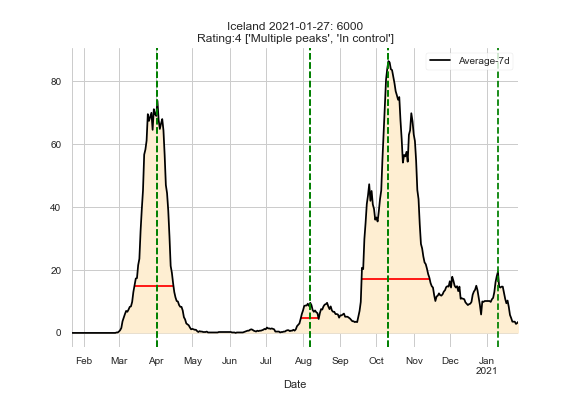 Iceland 2021-01-27: 6000
Rating:4 ['Multiple peaks', 'In control']
Average-7d
80
60
40
20
0
Feb Mar Apr May Jun Jul Aug Sep Oct Nov Dec Jan
2021
Date